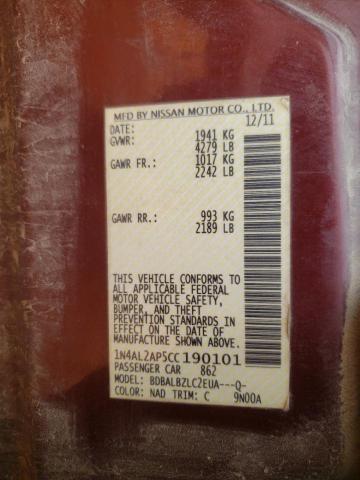 MFD BY NISSAN MOTOR CO., LTD.
DATE: 12/11
GVWR: 1941 KG
4279 LB
GAWR FR.: 1017 KG
2242 LB
GAWR RR.: 993 KG
2189 LB
THIS VEHICLE CONFORMS TO
ALL APPLICABLE FEDERAL
MOTOR VEHICLE SAFETY,
BUMPER, AND THEFT
PREVENTION STANDARDS IN
EFFECT ON THE DATE OF
MANUFACTURE SHOWN ABOVE.
1N4AL2AP5CC190101
PASSENGER CAR 862
MODEL: BDBALBZLC2EUA---Q-
COLOR: NAD TRIM: C 9N00A